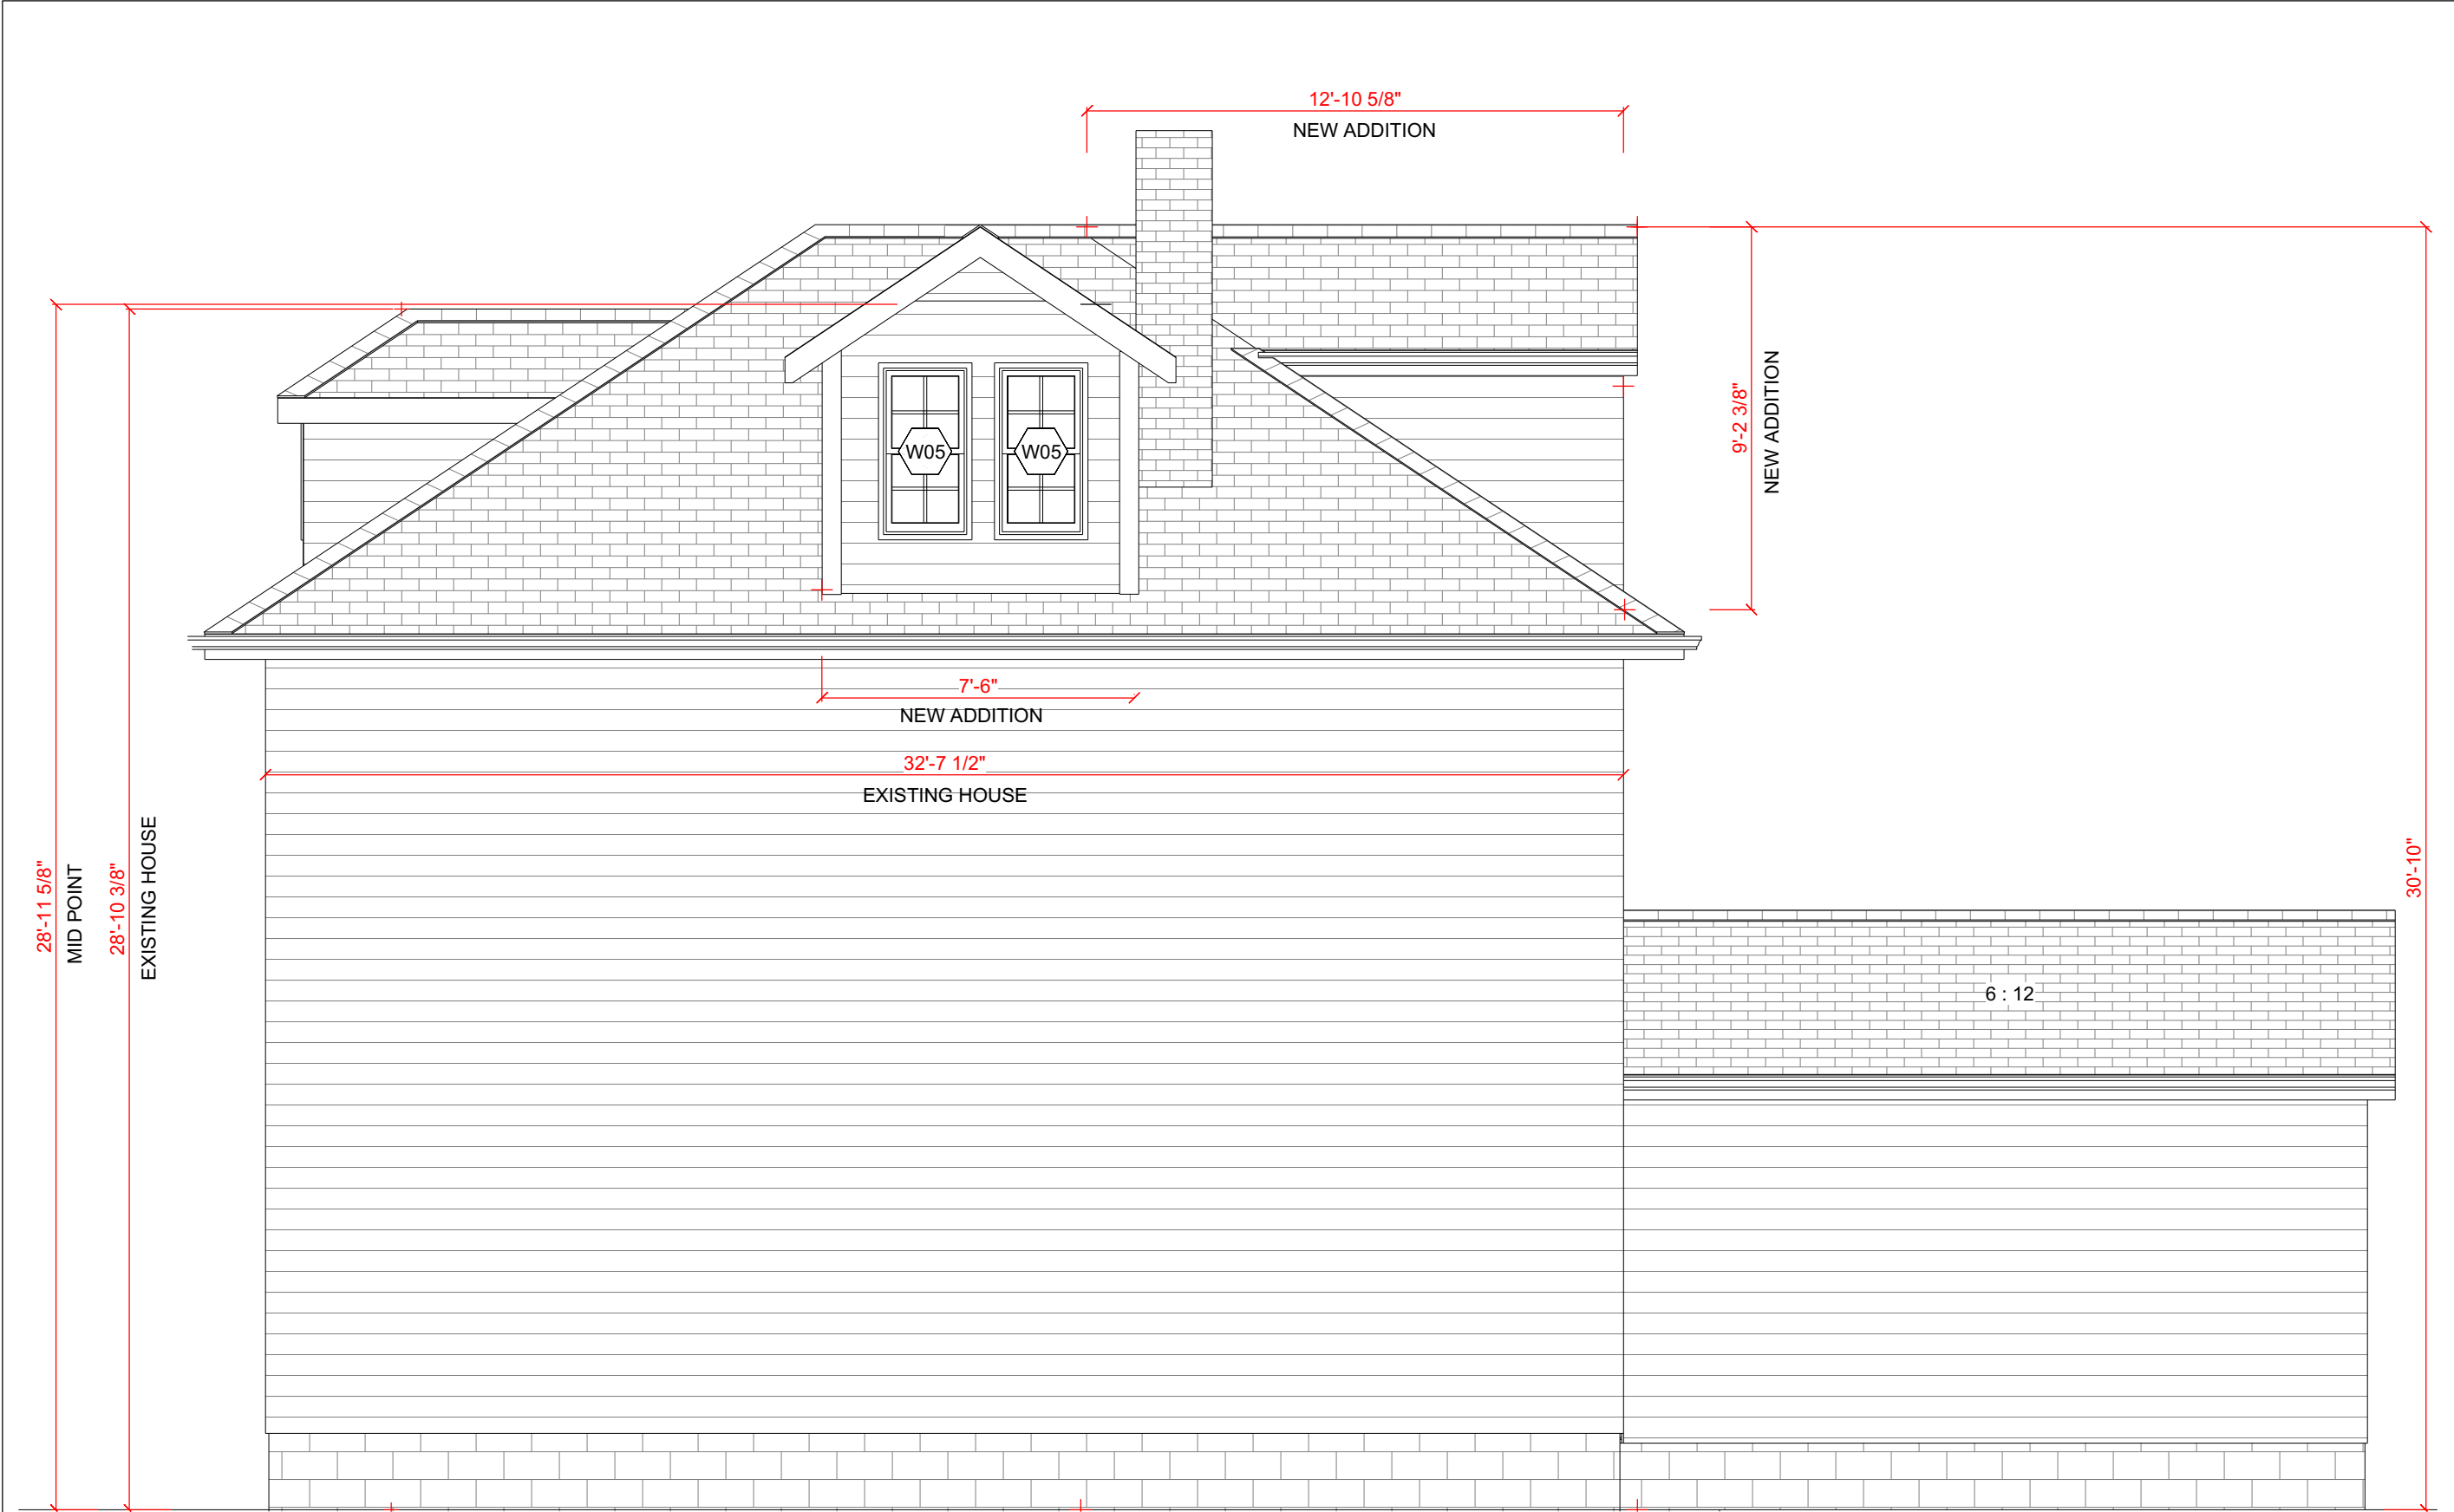 12'-10 5/8"
NEW ADDITION
W05
W05
9'-2 3/8"
NEW ADDITION
7'-6"
NEW ADDITION
32'-7 1/2"
EXISTING HOUSE
28'-11 5/8"
MID POINT
28'-10 3/8"
EXISTING HOUSE
30'-10"
6 : 12